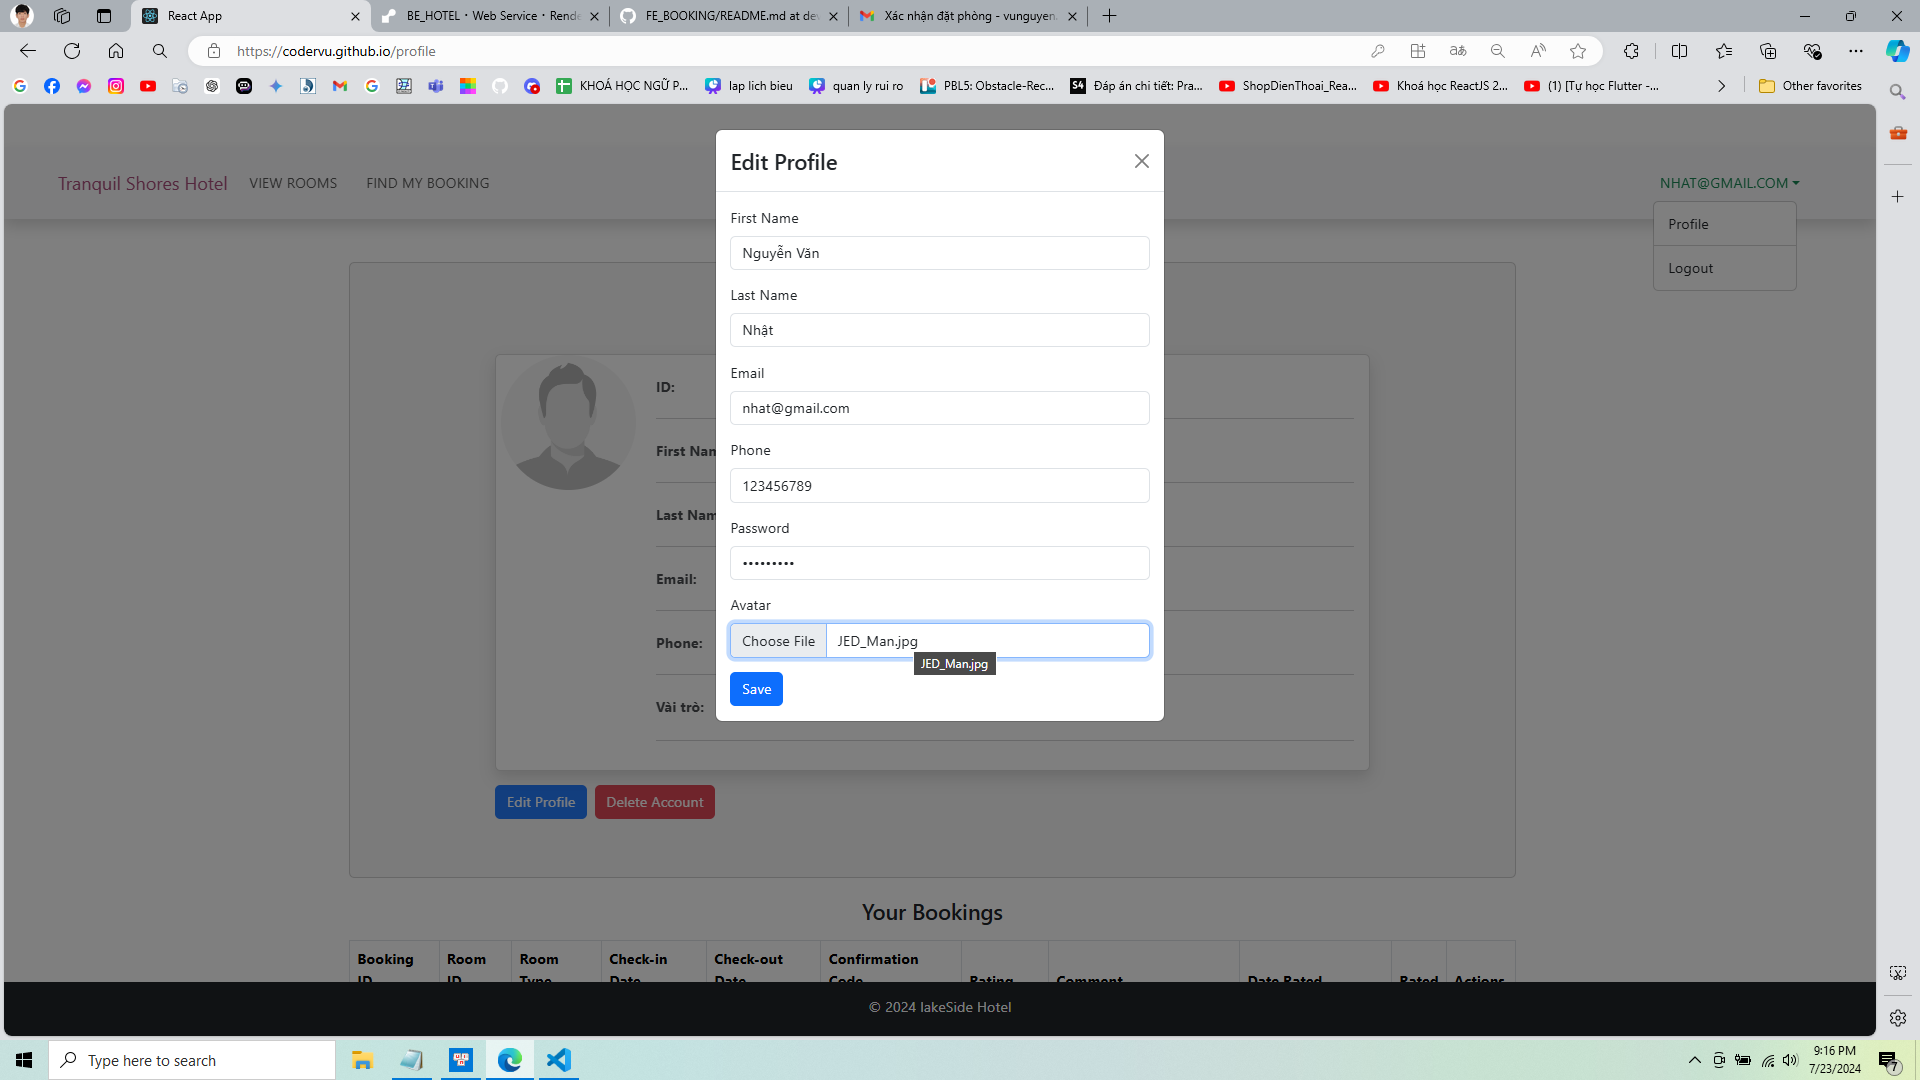 React App
BE_HOTEL · Web Service · Rende
FE_BOOKING/README.md at dev
Xác nhận đặt phòng - vunguyen.
https://codervu.github.io/profile
KHOÁ HỌC NGỮ P...
lap lich bieu
quan ly rui ro
PBL5: Obstacle-Rec...
S4
Đáp án chi tiết: Pra...
ShopDienThoai_Rea...
Khoá học ReactJS 2...
(1) [Tự học Flutter -...
Other favorites
Tranquil Shores Hotel
VIEW ROOMS
FIND MY BOOKING
NHAT@GMAIL.COM
Profile
Logout
Edit Profile
First Name
Nguyễn Văn
Last Name
Nhật
Email
nhat@gmail.com
Phone
123456789
Password
•••••••••
Avatar
Choose File JED_Man.jpg
JED_Man.jpg
Save
ID:
First Nam
Last Nam
Email:
Phone:
Vài trò:
Edit Profile
Delete Account
Your Bookings
Booking ID
Room ID
Room Type
Check-in Date
Check-out Date
Confirmation Code
Rating
Comment
Date Rated
Rated
Actions
© 2024 lakeSide Hotel
Type here to search
9:16 PM
7/23/2024
7